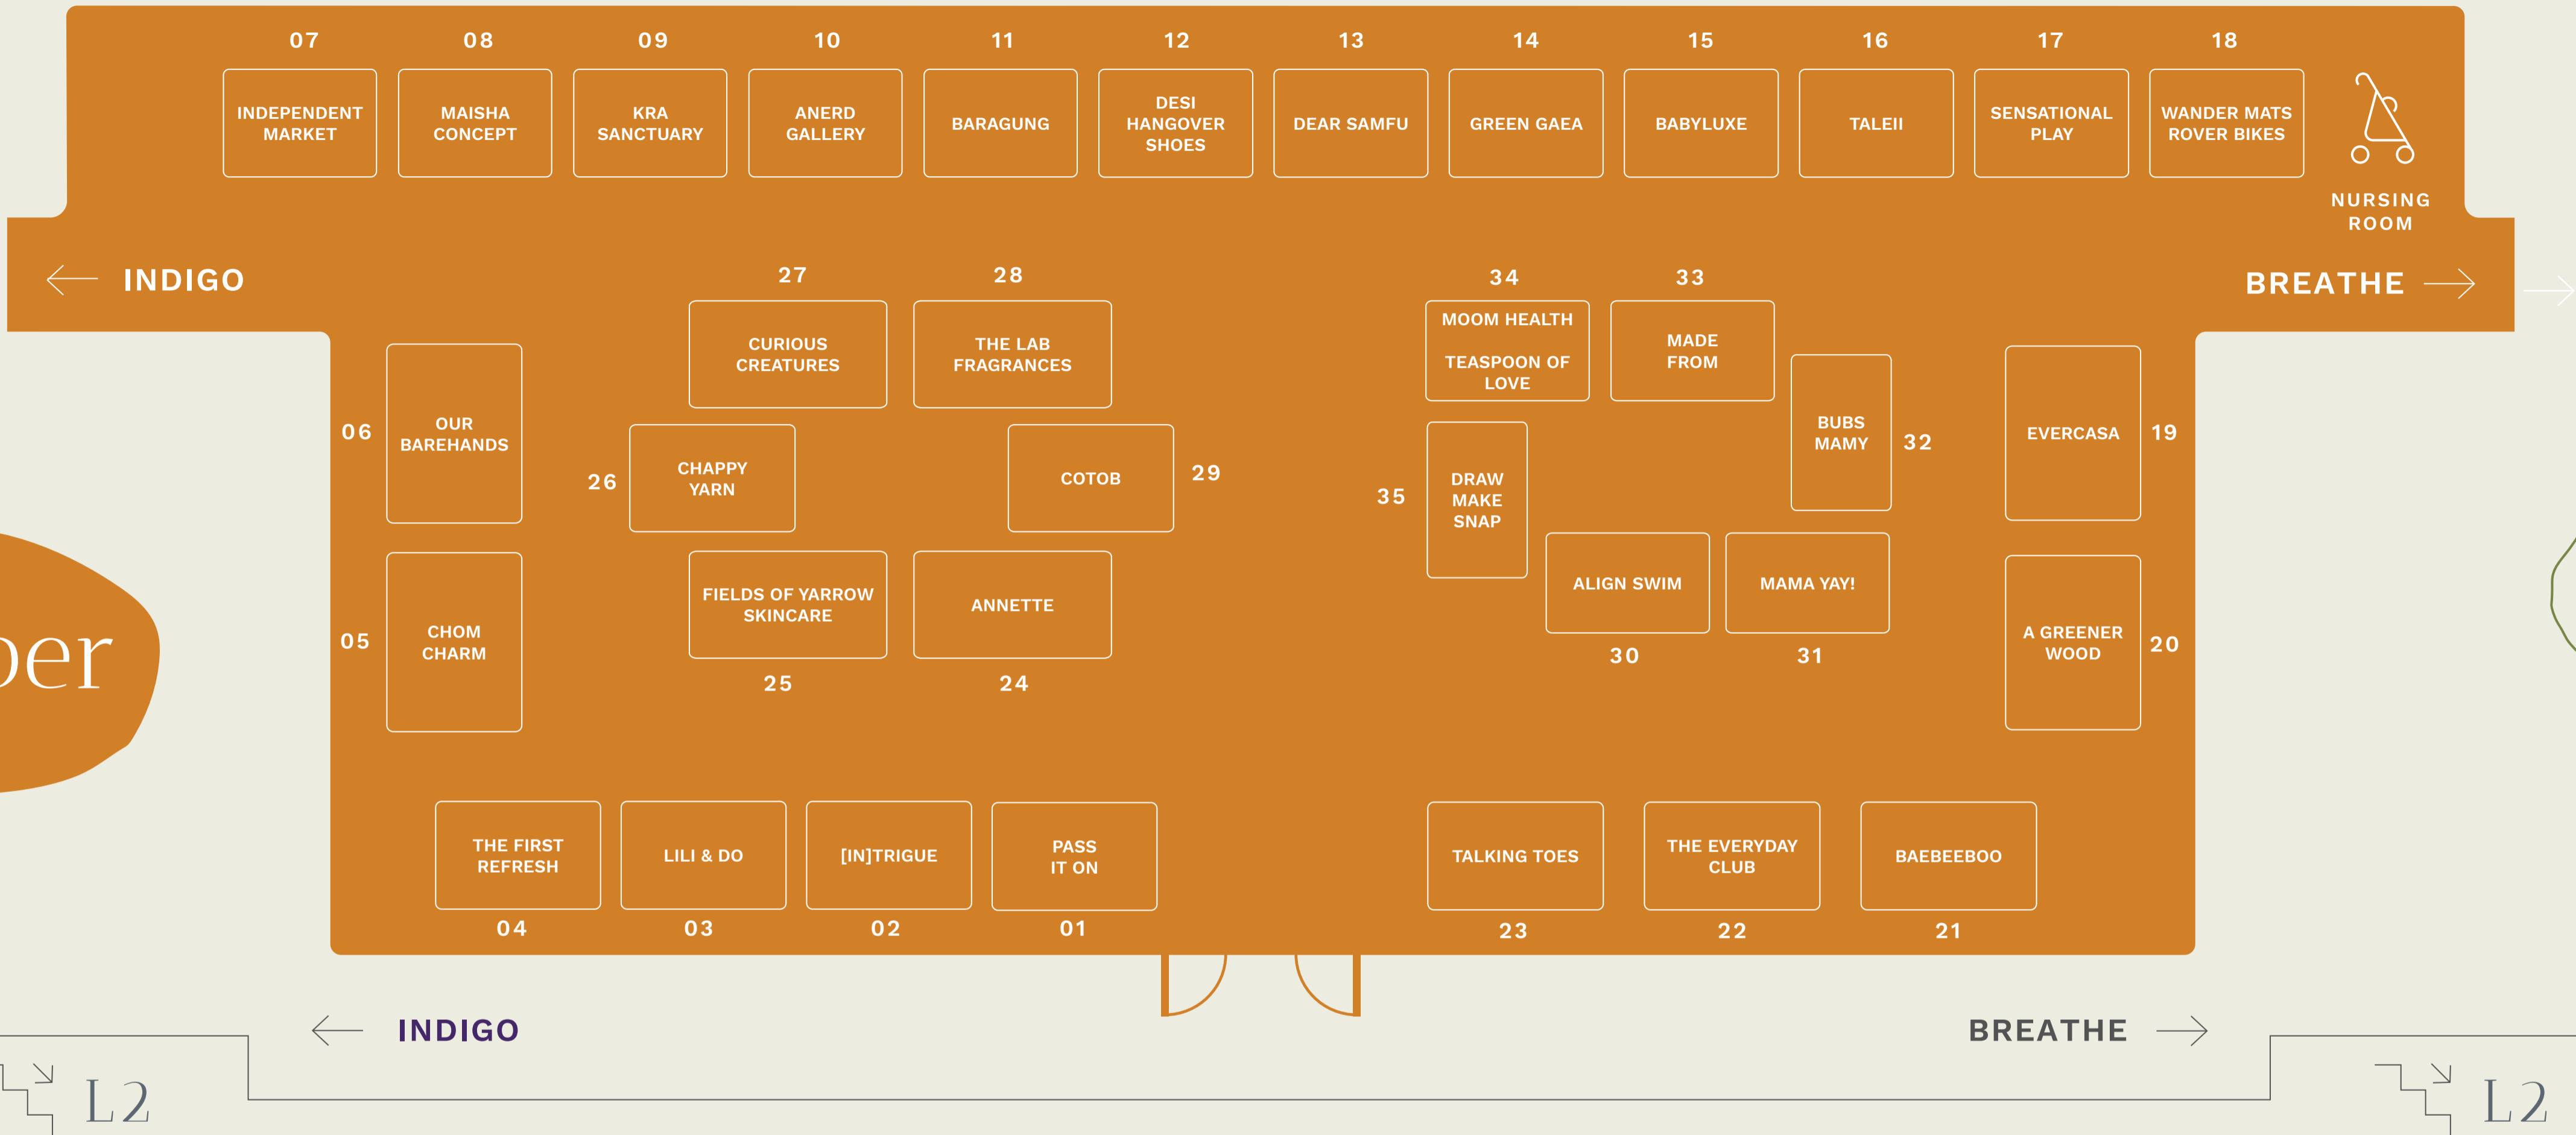 07 08 09 10 11 12 13 14 15 16 17 18
INDEPENDENT
MARKET
MAISHA
CONCEPT
KRA
SANCTUARY
ANERD
GALLERY
BARAGUNG
DESI
HANGOVER
SHOES
DEAR SAMFU
GREEN GAEA
BABYLUXE
TALEII
SENSATIONAL
PLAY
WANDER MATS
ROVER BIKES
NURSING
ROOM
INDIGO
BREATHE
27
CURIOUS
CREATURES
28
THE LAB
FRAGRANCES
34
MOOM HEALTH
TEASPOON OF
LOVE
33
MADE
FROM
06
OUR
BAREHANDS
26
CHAPPY
YARN
COTOB
29
35
DRAW
MAKE
SNAP
BUBS
MAMY
32
EVERCASA
19
05
CHOM
CHARM
FIELDS OF YARROW
SKINCARE
25
ANNETTE
24
ALIGN SWIM
30
MAMA YAY!
31
A GREENER
WOOD
20
THE FIRST
REFRESH
04
LILI & DO
03
[IN]TRIGUE
02
PASS
IT ON
01
TALKING TOES
23
THE EVERYDAY
CLUB
22
BAEBEEBOO
21
INDIGO
BREATHE
L2
L2